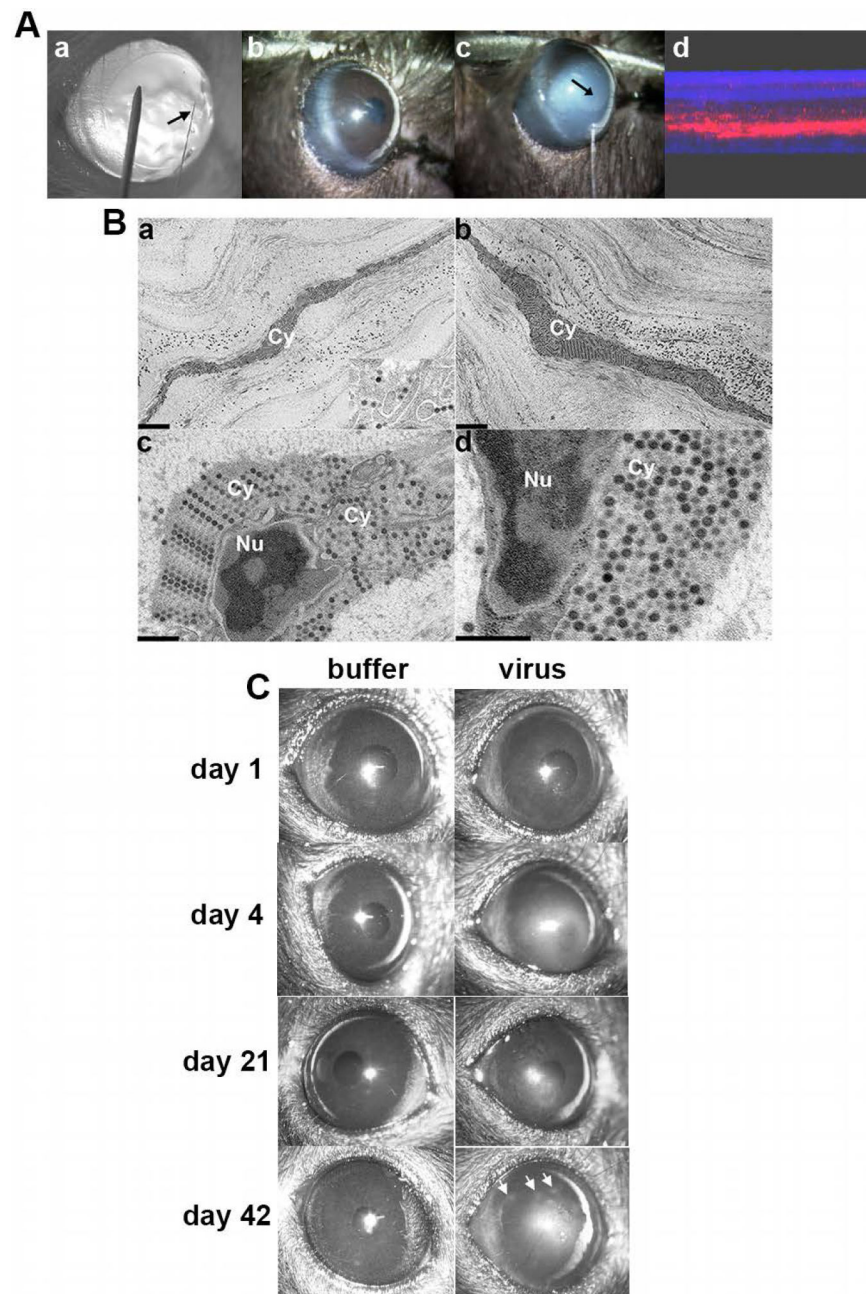 A
a b c d
B
a b
Cy Cy
c d
Cy Nu Cy
Nu Cy
C
buffer virus
day 1
day 4
day 21
day 42